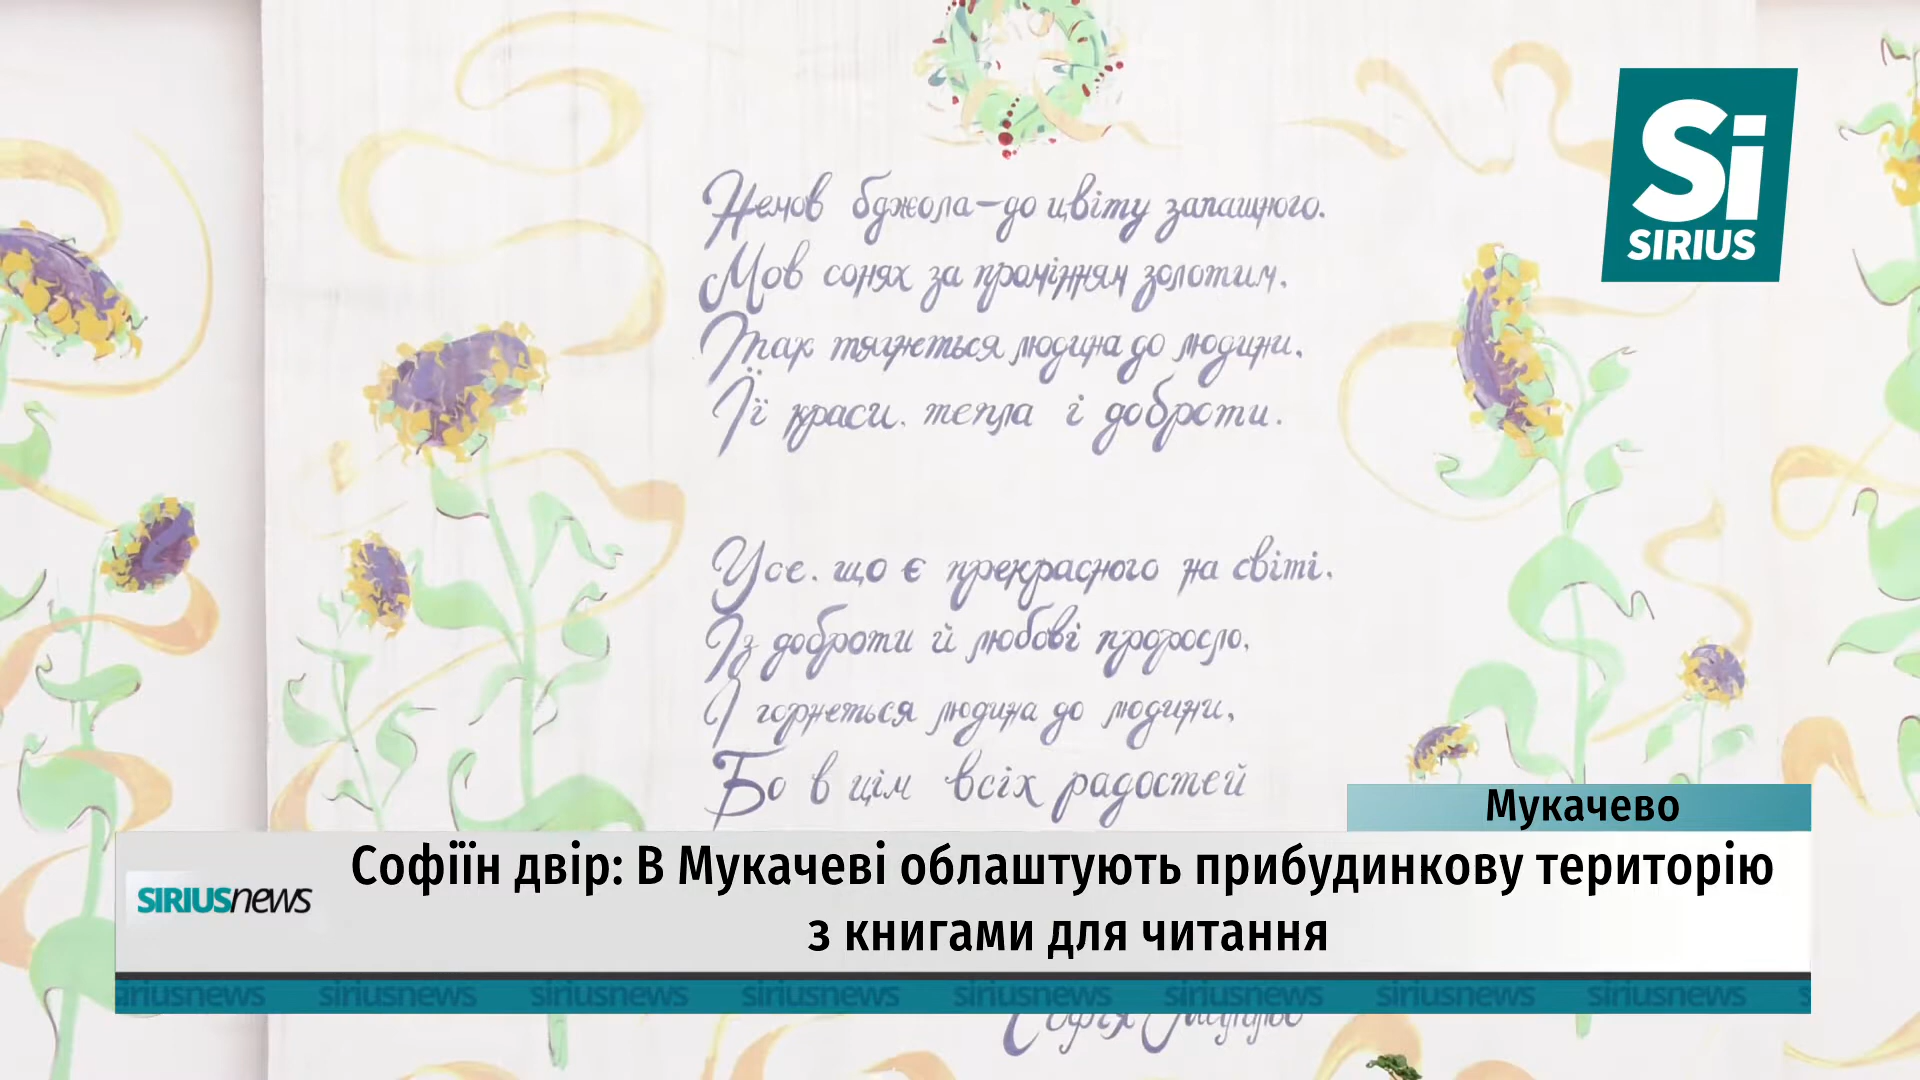 Si
SIRIUS
Немов бджола – до цвіту запашного.
Мов сонях за промінням золотим.
Так тягнеться людина до людини.
Її краси. тепла і доброти.
Усе. що є прекрасного на світі.
Із доброти й любові проросло.
І горнеться людина до людини,
Бо в цім всіх радостей
Мукачево
Софіїн двір: В Мукачеві облаштують прибудинкову територію
SIRIUSnews
з книгами для читання
siriusnews siriusnews siriusnews siriusnews siriusnews siriusnews siriusnews siriusnews
Софія